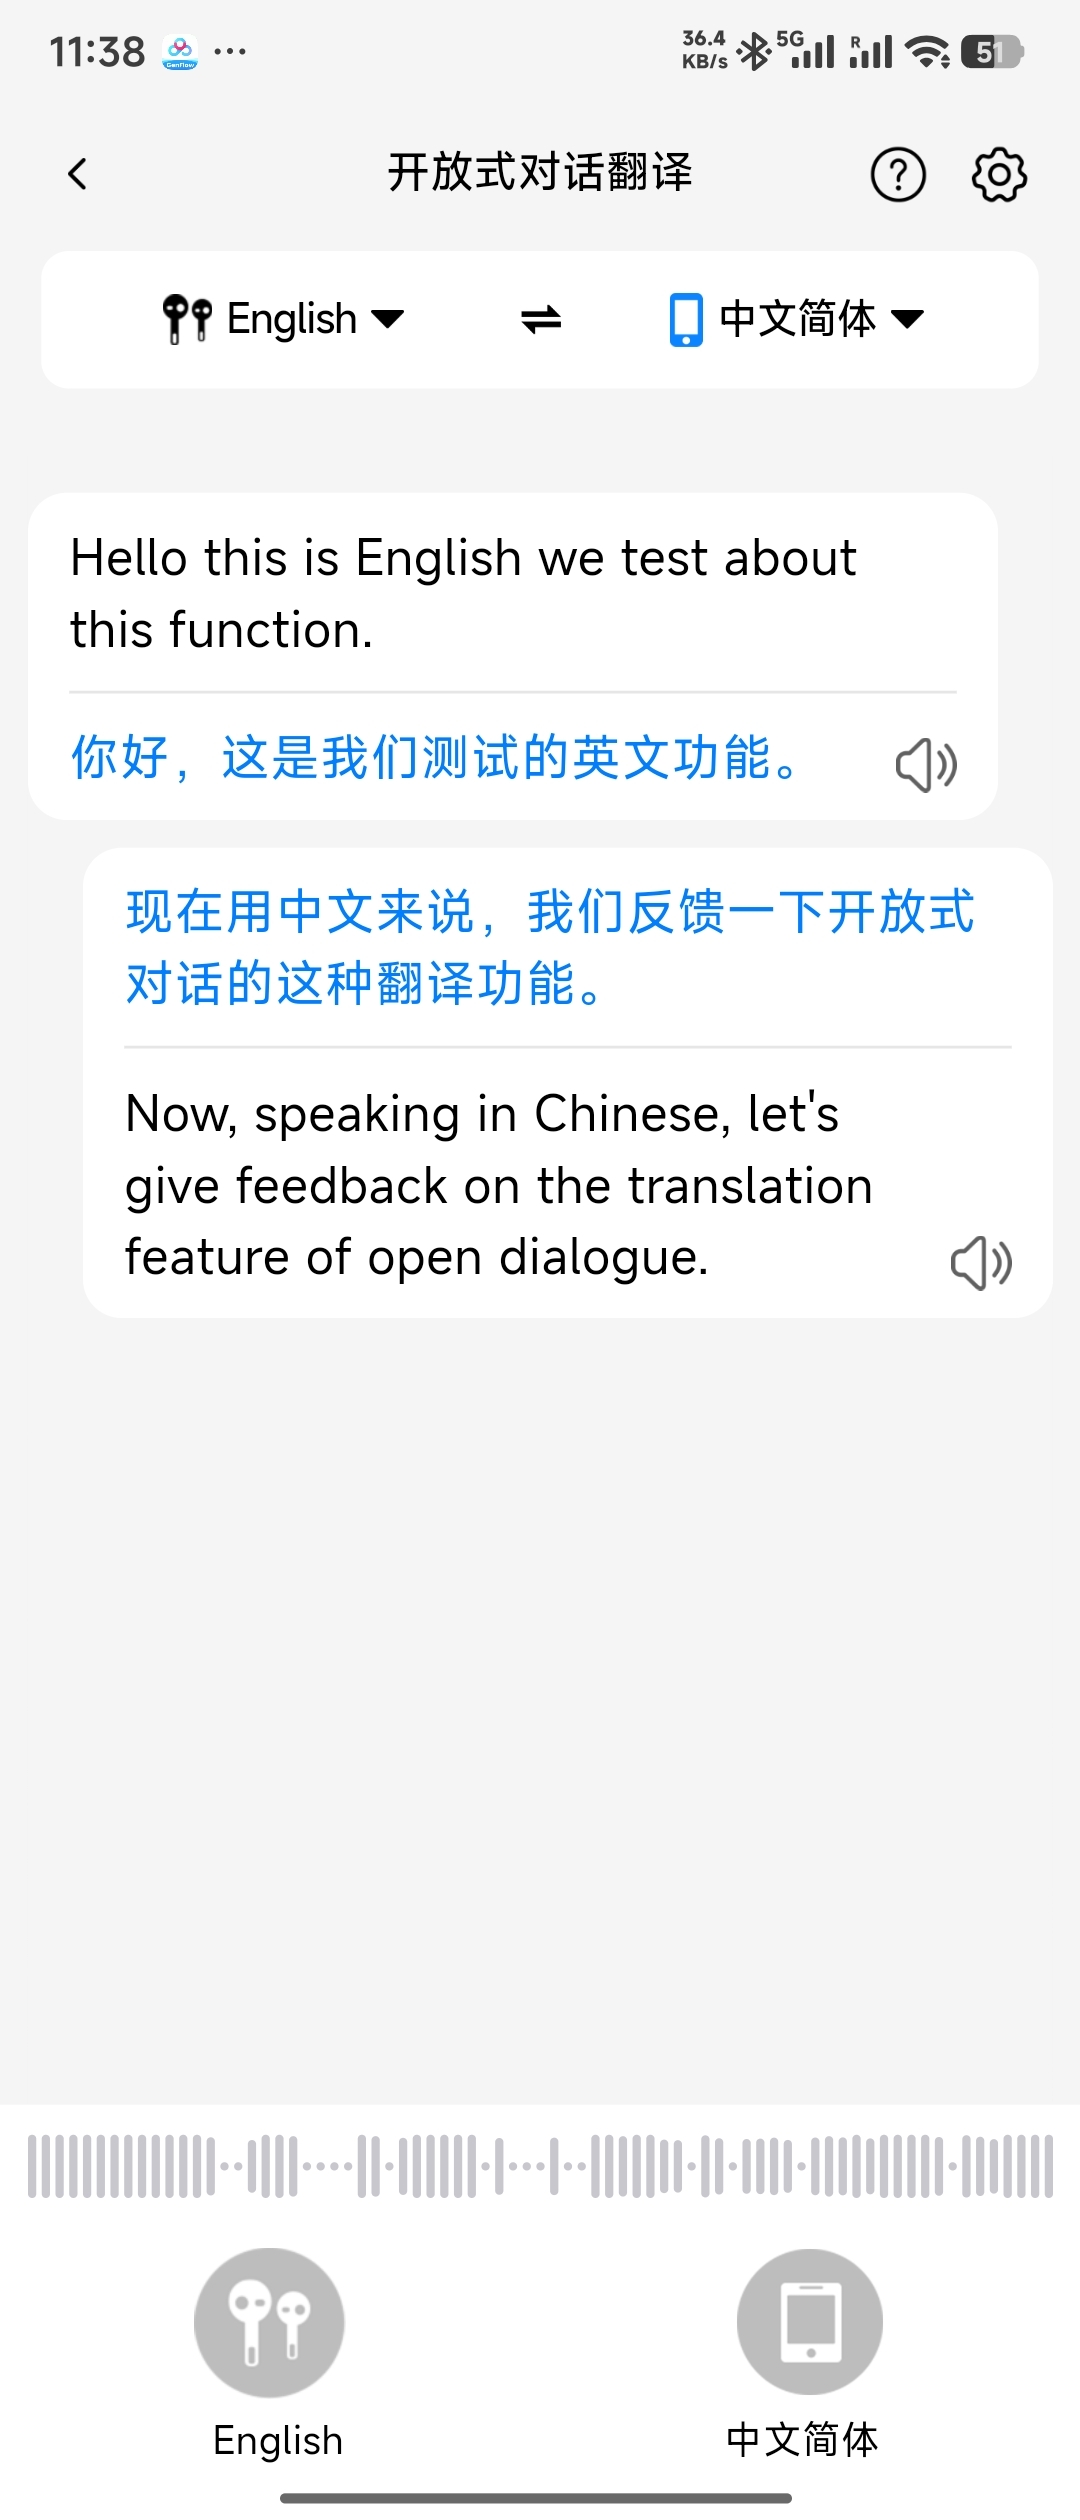 11:38
GenFlow
...
36.4
KB/s
5G
R
51
开放式对话翻译
English
中文简体
Hello this is English we test about
this function.
你好，这是我们测试的英文功能。
现在用中文来说，我们反馈一下开放式
对话的这种翻译功能。
Now, speaking in Chinese, let's
give feedback on the translation
feature of open dialogue.
English
中文简体